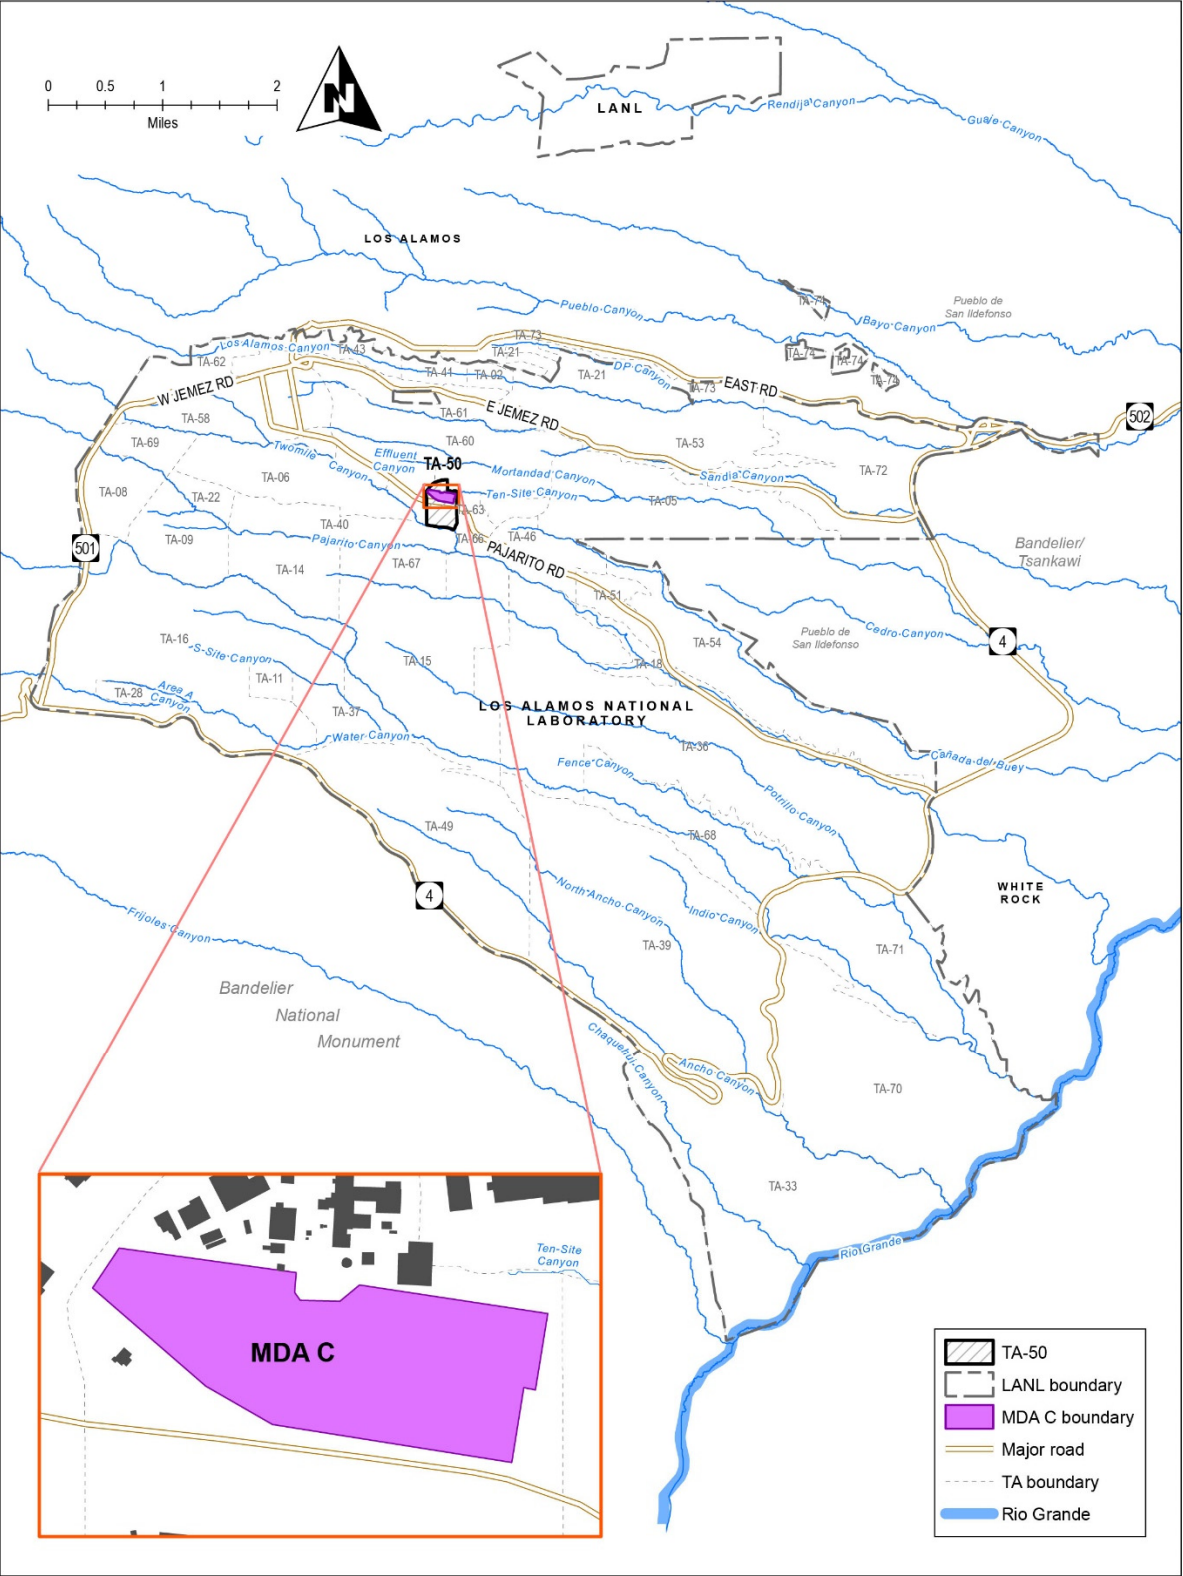 0 0.5 1 2
Miles
N
LANL
Rendija Canyon
Guaje Canyon
LOS ALAMOS
Pueblo Canyon
TA-74
Bayo Canyon
Pueblo de
San Ildefonso
TA-73
Los Alamos Canyon
TA-43
TA-21
TA-62
TA-41
TA-02
TA-21
DP Canyon
TA-74
TA-74
TA-74
W JEMEZ RD
TA-73
EAST RD
502
TA-58
TA-61
E JEMEZ RD
TA-69
Twomile
Canyon
Effluent
Canyon
TA-60
TA-53
TA-50
Mortandad Canyon
Sandia Canyon
TA-72
TA-08
TA-06
TA-22
Ten-Site Canyon
TA-05
TA-63
TA-40
501
TA-09
Pajarito Canyon
TA-66
TA-46
PAJARITO RD
Bandelier/
Tsankawi
TA-14
TA-67
TA-51
TA-16
S-Site Canyon
TA-15
TA-54
TA-18
Pueblo de
San Ildefonso
Cedro Canyon
4
TA-11
TA-28
Area A
Canyon
TA-37
LOS ALAMOS NATIONAL
LABORATORY
Water Canyon
TA-36
Fence Canyon
Cañada del Buey
Potrillo Canyon
TA-49
TA-68
4
North Ancho Canyon
Indio Canyon
WHITE
ROCK
Frijoles Canyon
TA-39
TA-71
Bandelier
National
Monument
Chaquehui Canyon
Ancho Canyon
TA-70
TA-33
Rio Grande
Ten-Site
Canyon
MDA C
TA-50
LANL boundary
MDA C boundary
Major road
TA boundary
Rio Grande